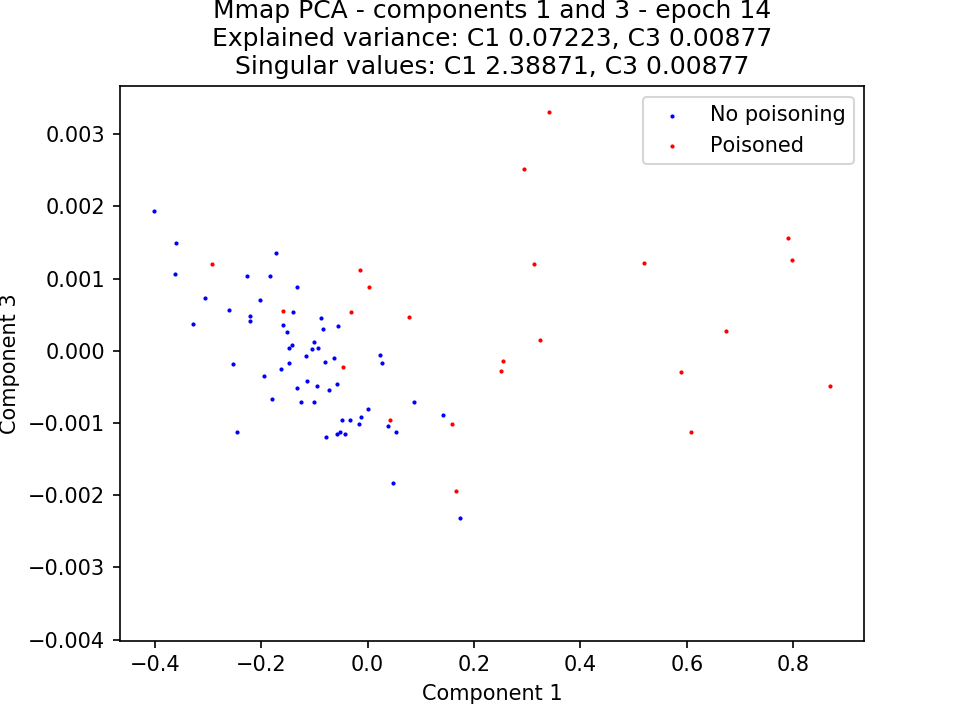 Mmap PCA - components 1 and 3 - epoch 14
Explained variance: C1 0.07223, C3 0.00877
Singular values: C1 2.38871, C3 0.00877
No poisoning
Poisoned
0.003
0.002
0.001
0.000
−0.001
−0.002
−0.003
−0.004
Component 3
−0.4
−0.2
0.0
0.2
0.4
0.6
0.8
Component 1